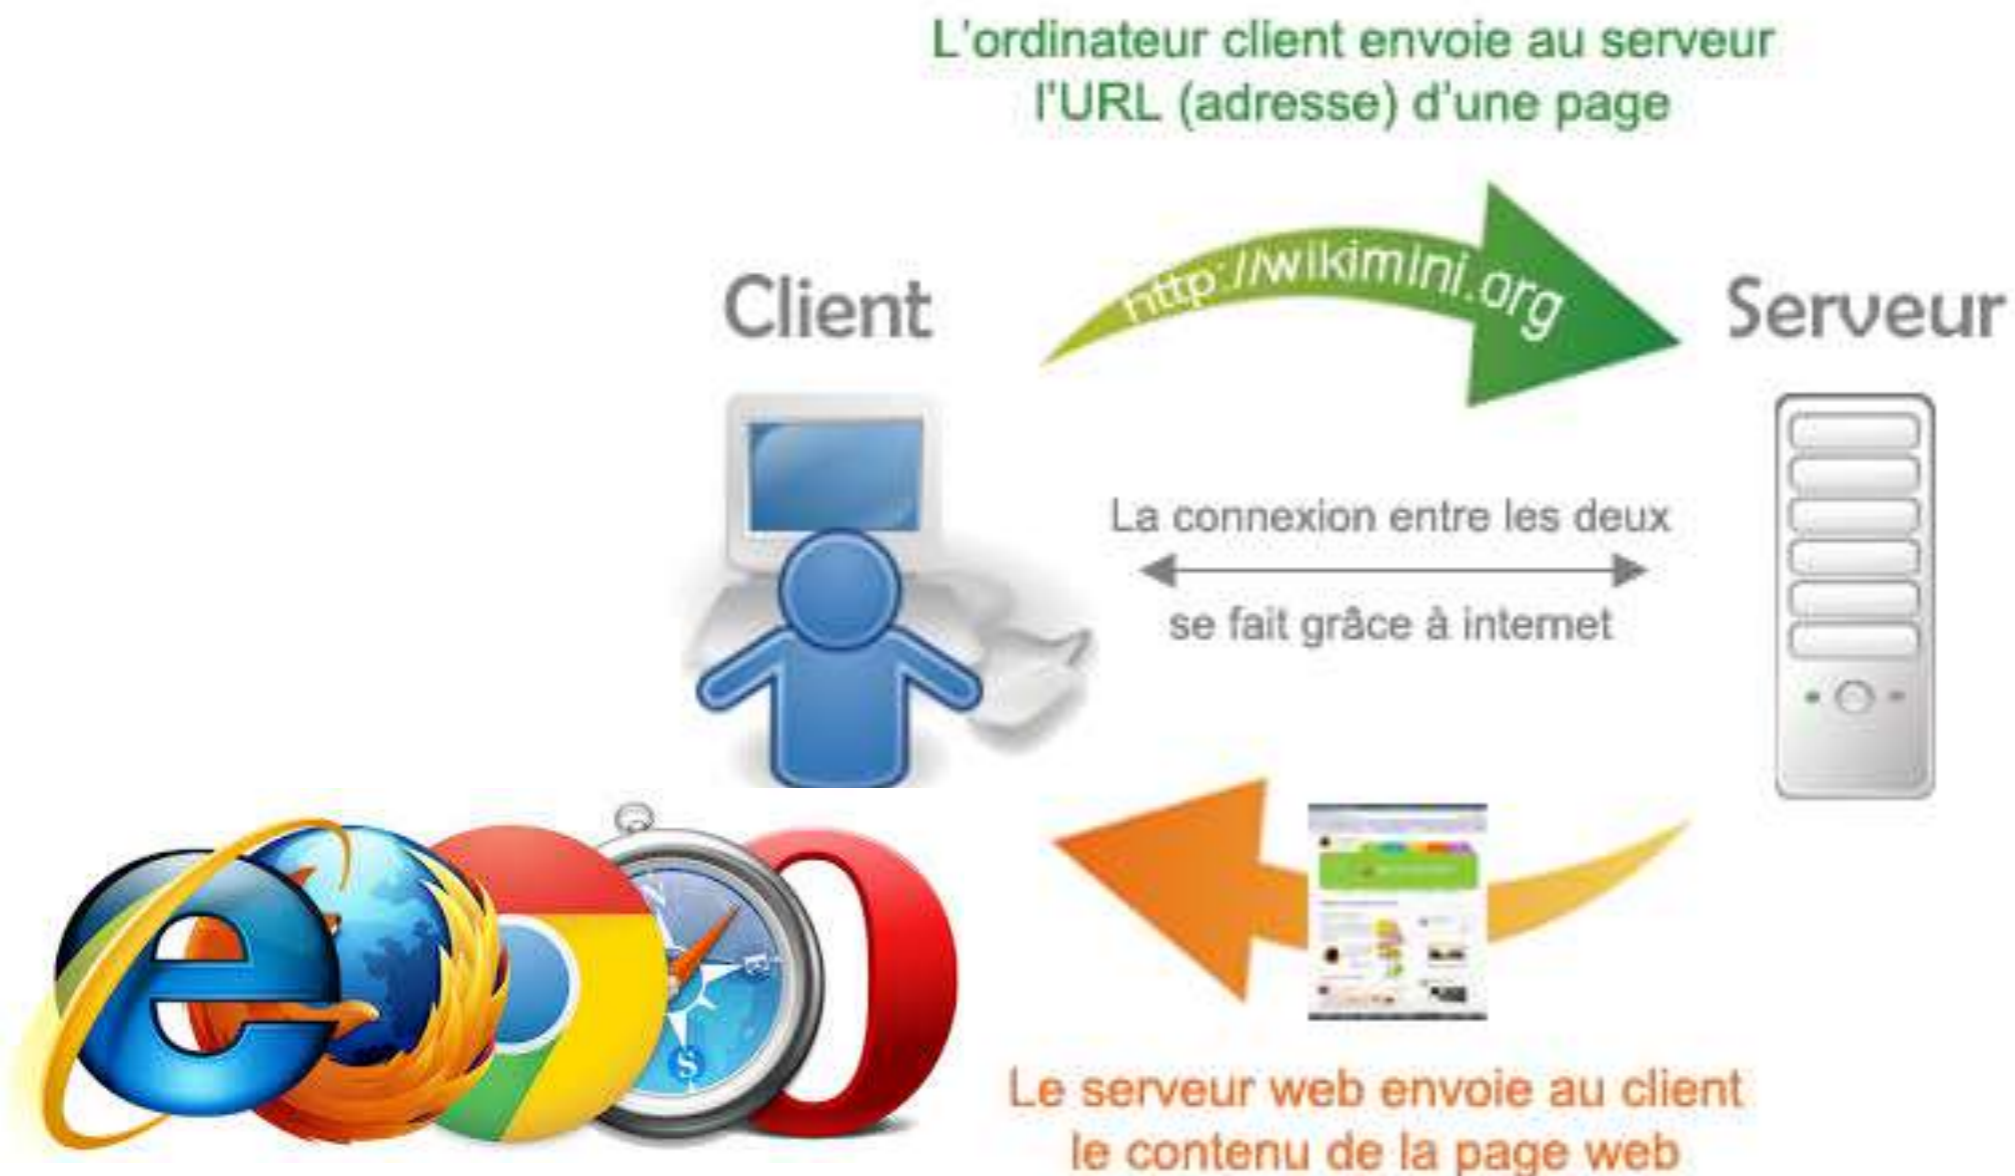 L'ordinateur client envoie au serveur
l'URL (adresse) d'une page
http://wikimini.org
Client
Serveur
La connexion entre les deux
se fait grâce à internet
N
E
S
Le serveur web envoie au client
le contenu de la page web